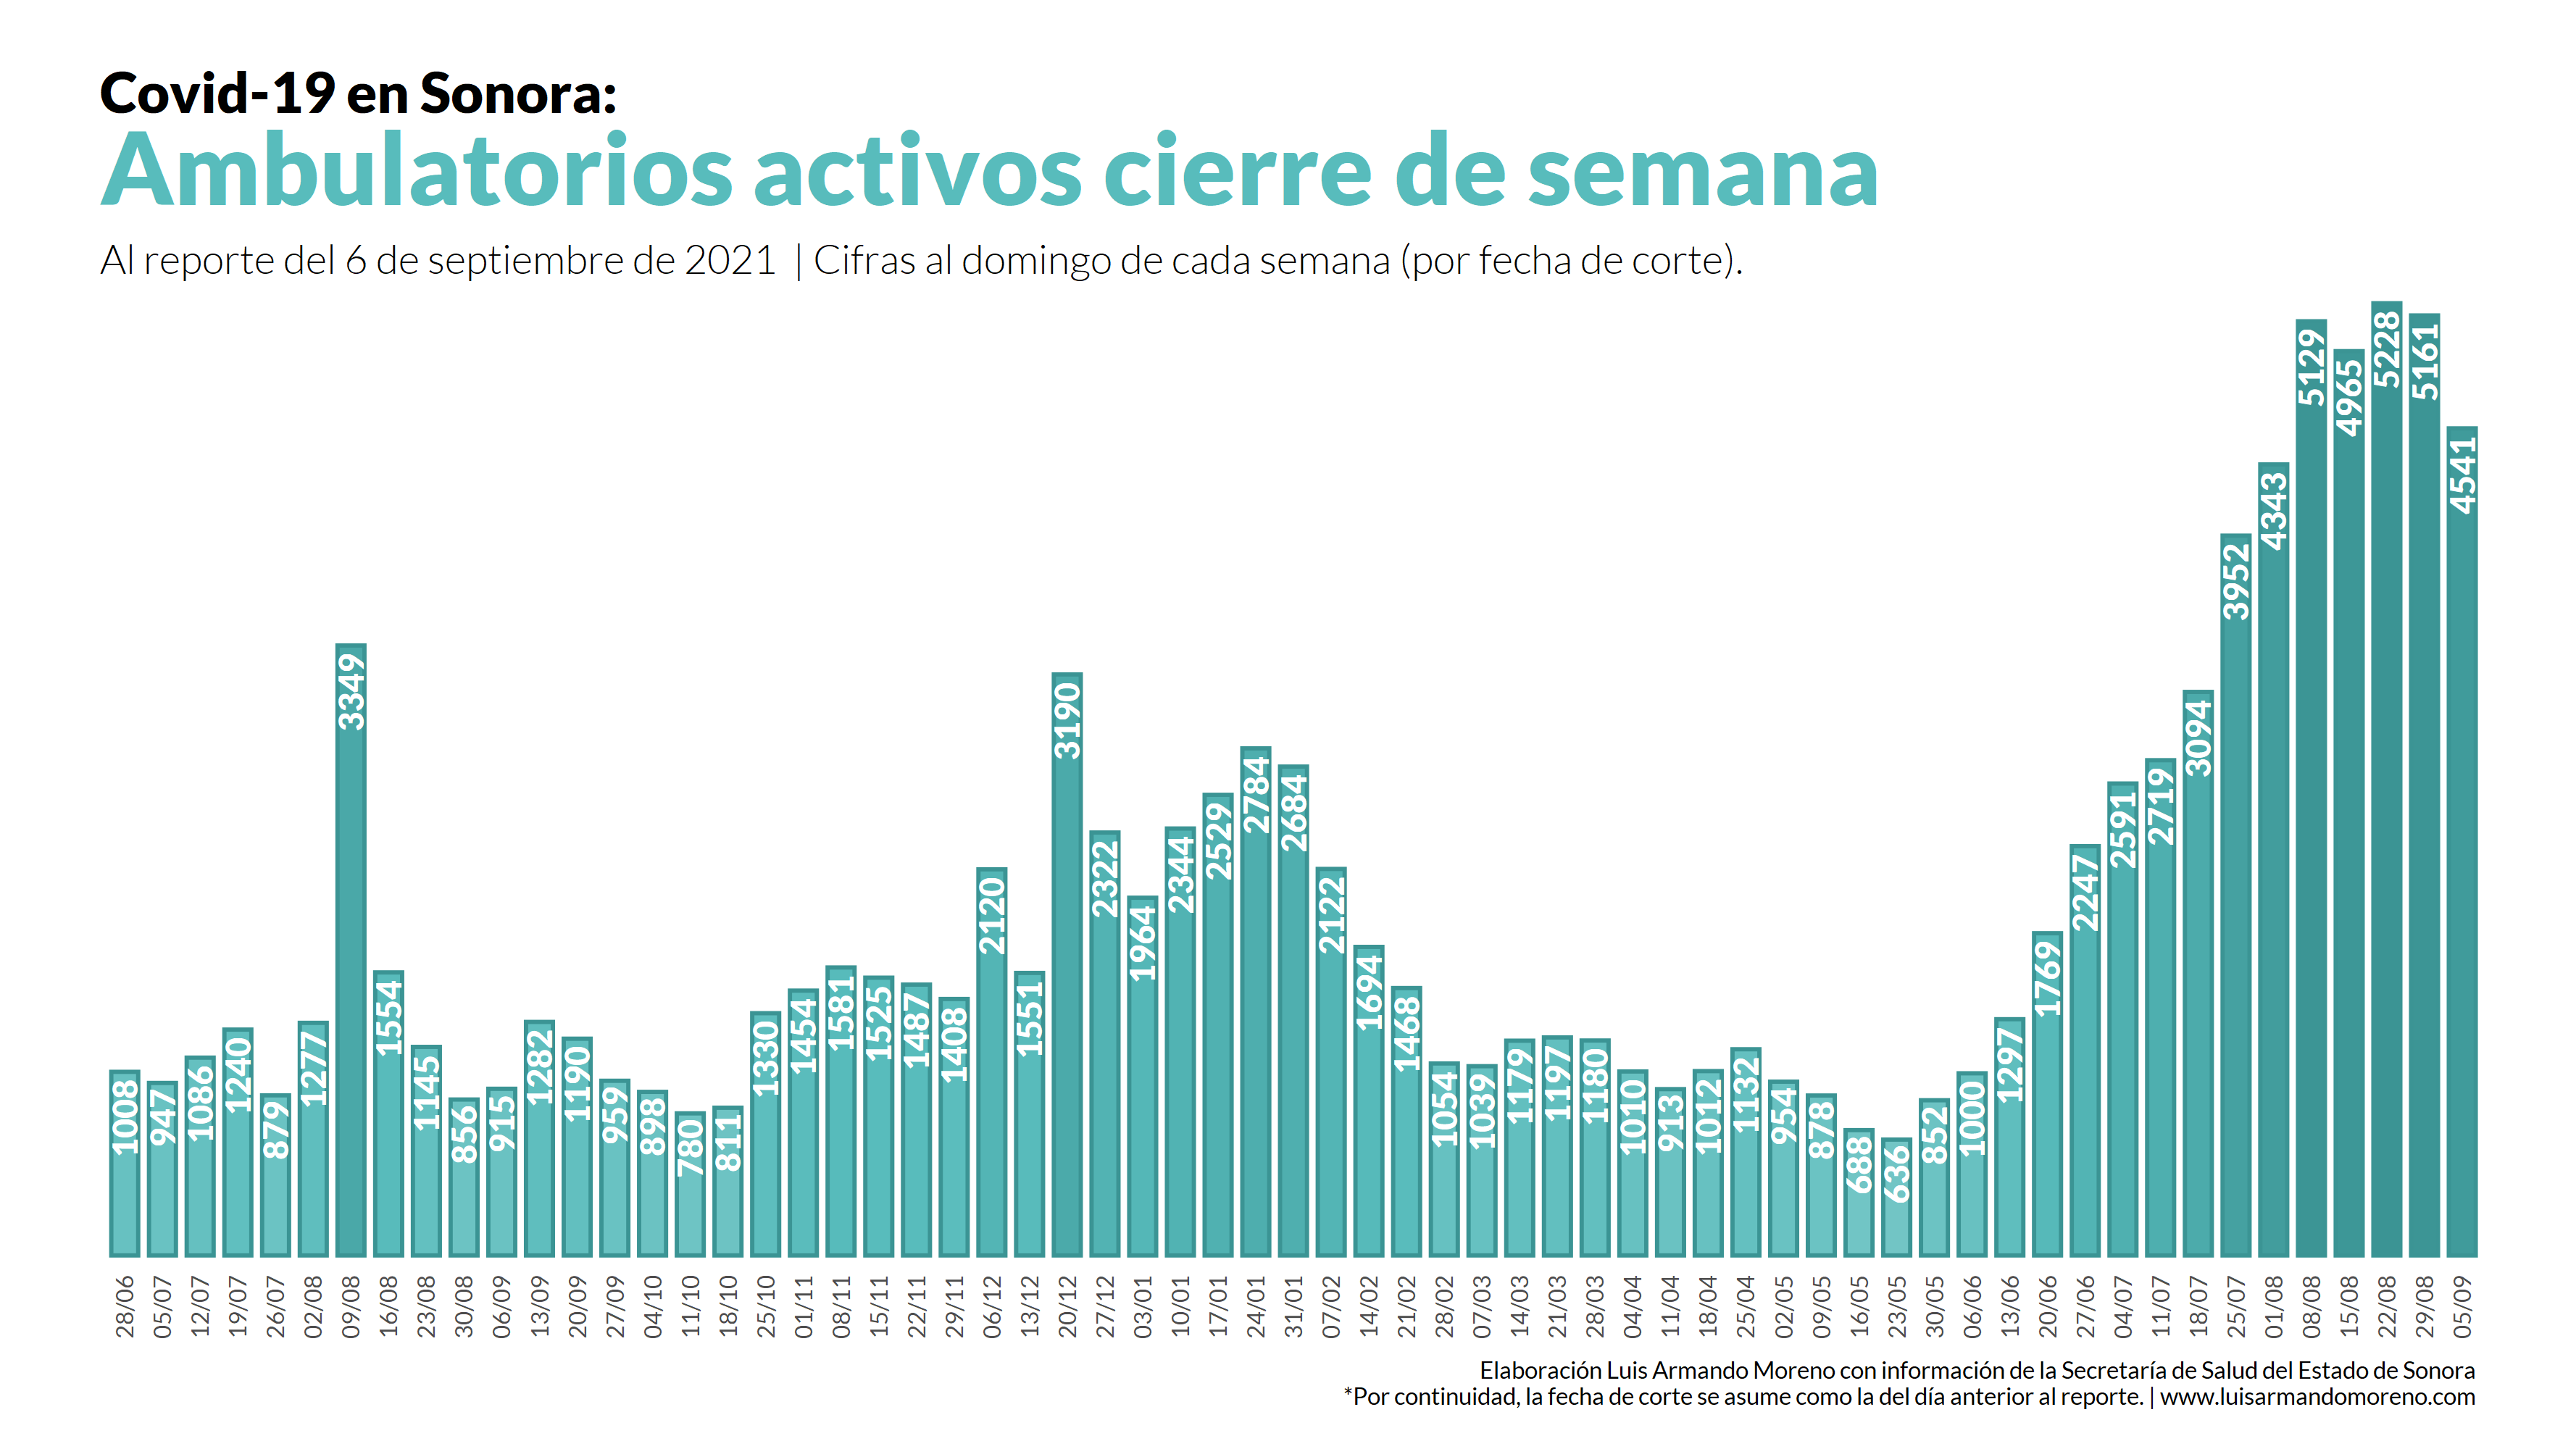 Covid-19 en Sonora:
Ambulatorios activos cierre de semana
Al reporte del 6 de septiembre de 2021 | Cifras al domingo de cada semana (por fecha de corte).
1008 947 1086 1240 879 1277 3349 1554 1145 856 915 1282 1190 959 898 780 811 1330 1454 1581 1525 1487 1408 2120 1551 3190 2322 1964 2344 2529 2784 2684 2122 1694 1468 1054 1039 1179 1197 1180 1010 913 1012 1132 954 878 688 636 852 1000 1297 1769 2247 2591 2719 3094 3952 4343 5129 4965 5228 5161 4541
28/06 05/07 12/07 19/07 26/07 02/08 09/08 16/08 23/08 30/08 06/09 13/09 20/09 27/09 04/10 11/10 18/10 25/10 01/11 08/11 15/11 22/11 29/11 06/12 13/12 20/12 27/12 03/01 10/01 17/01 24/01 31/01 07/02 14/02 21/02 28/02 07/03 14/03 21/03 28/03 04/04 11/04 18/04 25/04 02/05 09/05 16/05 23/05 30/05 06/06 13/06 20/06 27/06 04/07 11/07 18/07 25/07 01/08 08/08 15/08 22/08 29/08 05/09
Elaboración Luis Armando Moreno con información de la Secretaría de Salud del Estado de Sonora
*Por continuidad, la fecha de corte se asume como la del día anterior al reporte. | www.luisarmandomoreno.com